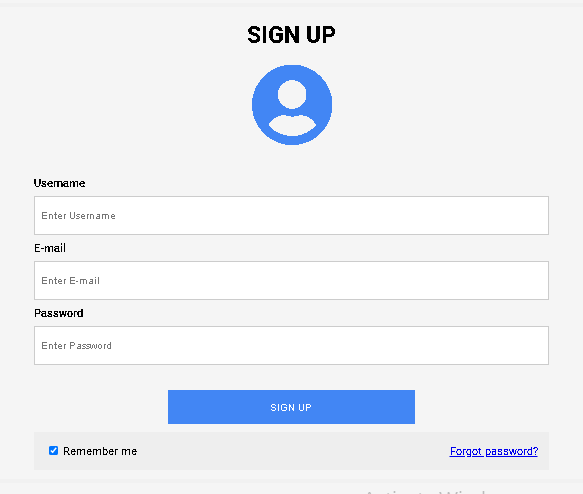 SIGN UP
Username
Enter Username
E-mail
Enter E-mail
Password
Enter Password
SIGN UP
Remember me Forgot password?